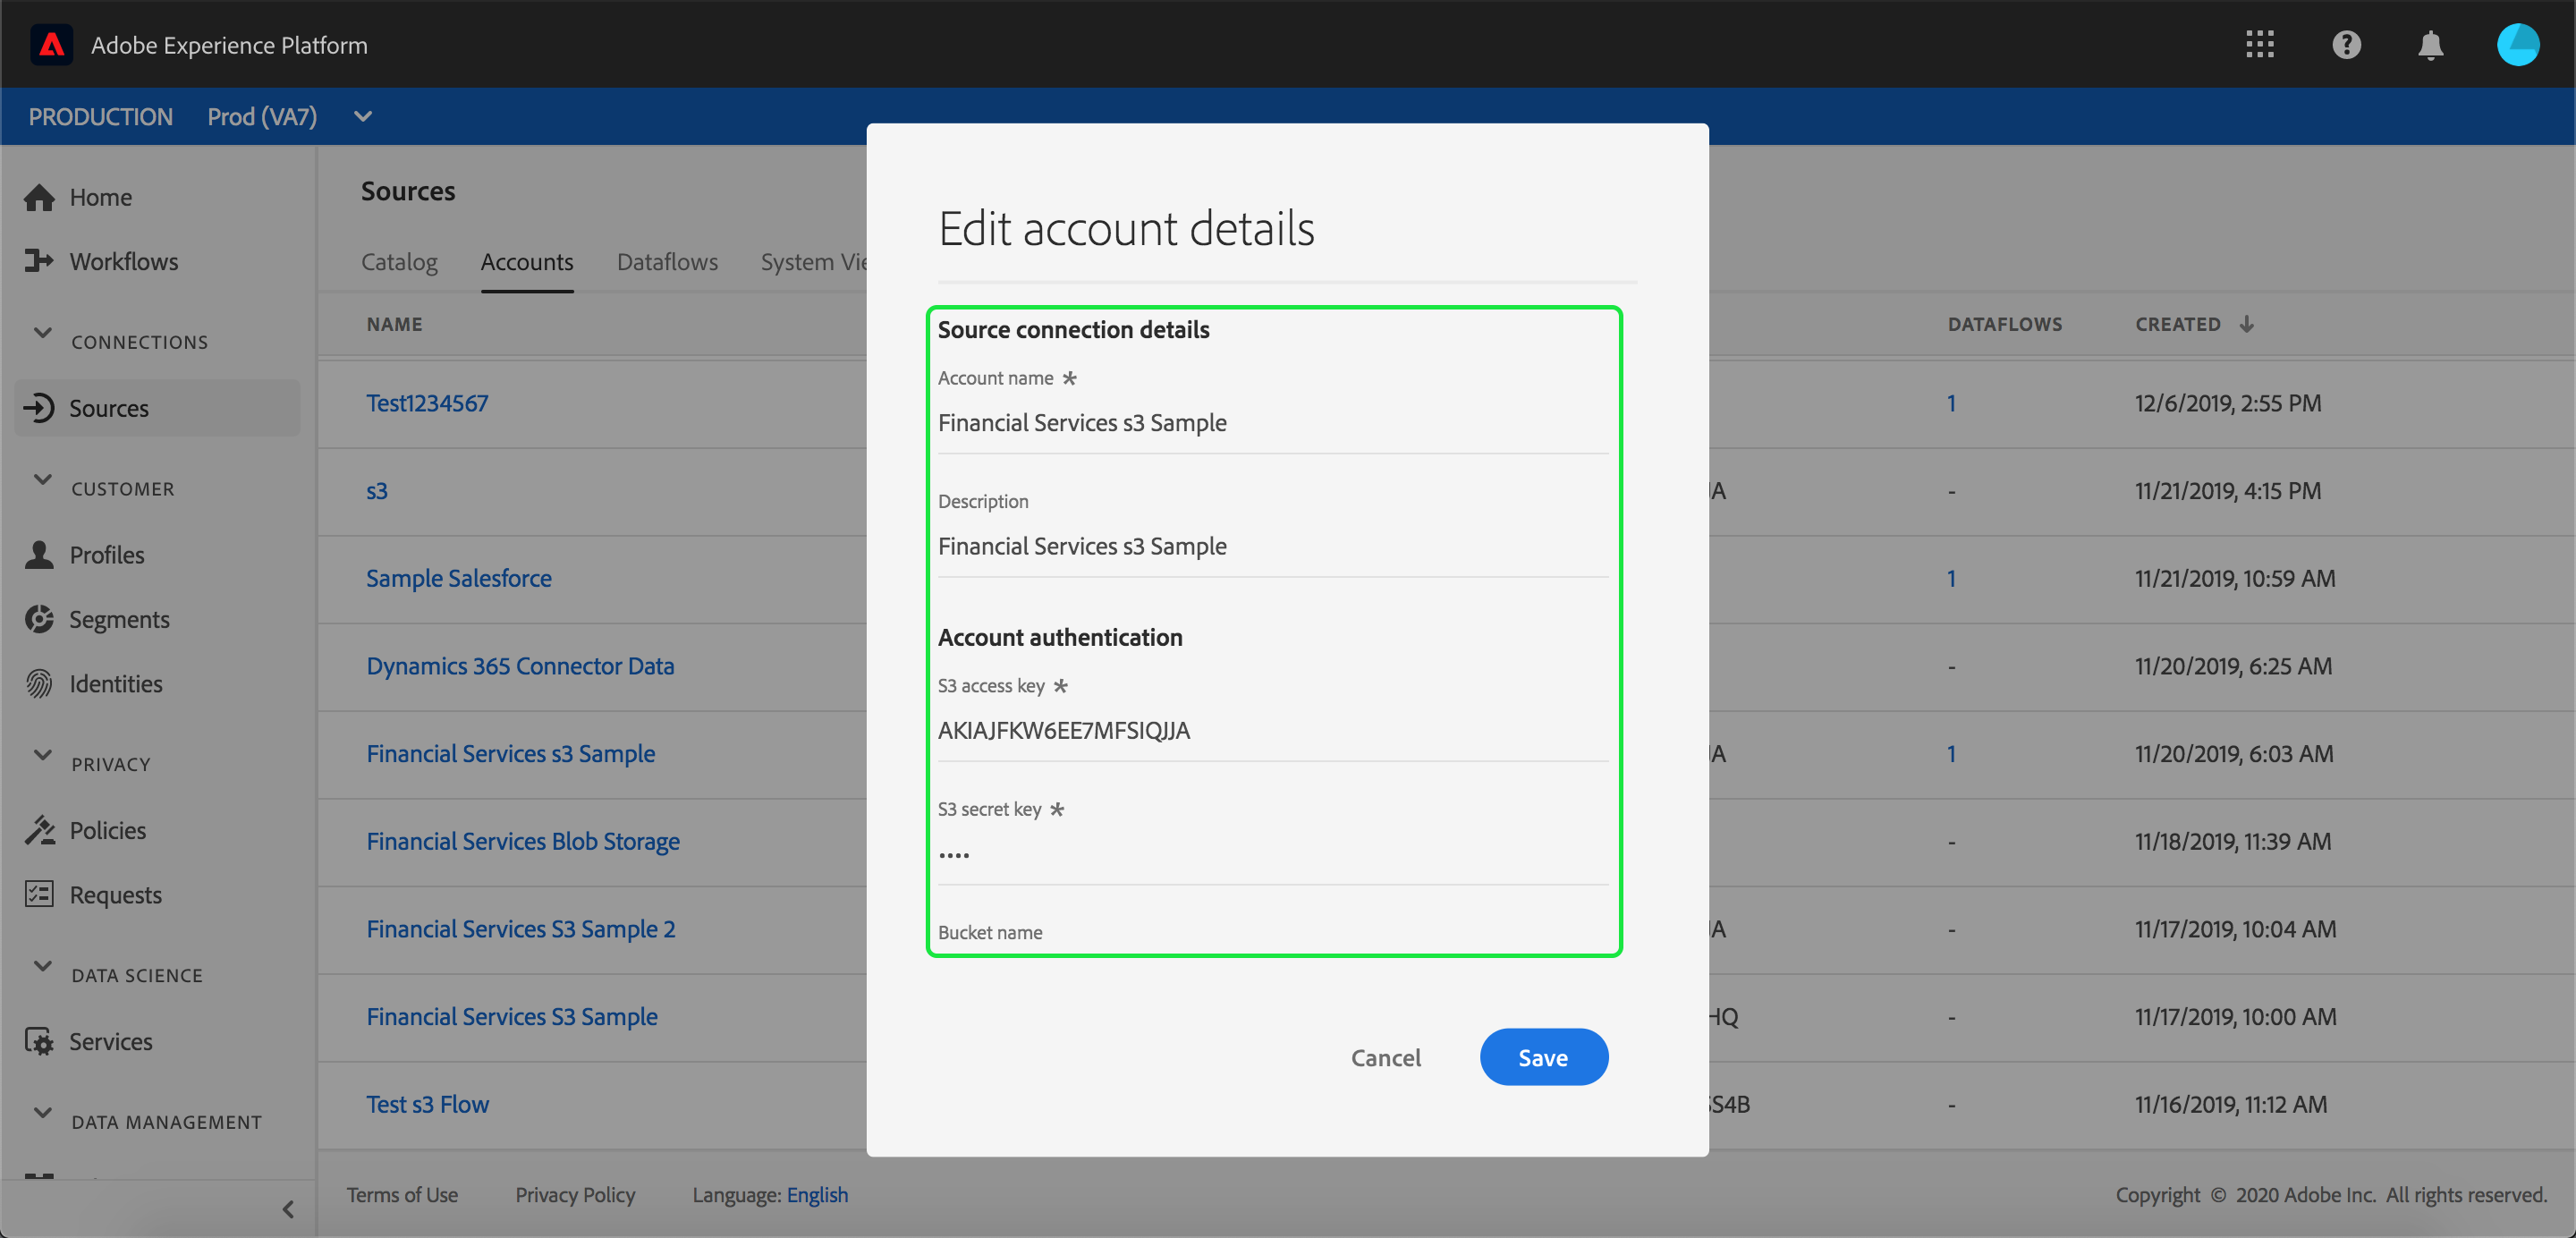 Adobe Experience Platform
PRODUCTION Prod (VA7)
Home
Workflows
CONNECTIONS
Sources
CUSTOMER
Profiles
Segments
Identities
PRIVACY
Policies
Requests
DATA SCIENCE
Services
DATA MANAGEMENT
Sources
Catalog Accounts Dataflows System Vie
NAME DATAFLOWS CREATED
Test1234567 1 12/6/2019, 2:55 PM
s3 JA - 11/21/2019, 4:15 PM
Sample Salesforce 1 11/21/2019, 10:59 AM
Dynamics 365 Connector Data - 11/20/2019, 6:25 AM
Financial Services s3 Sample JA 1 11/20/2019, 6:03 AM
Financial Services Blob Storage - 11/18/2019, 11:39 AM
Financial Services S3 Sample 2 JA - 11/17/2019, 10:04 AM
Financial Services S3 Sample HQ - 11/17/2019, 10:00 AM
Test s3 Flow SS4B - 11/16/2019, 11:12 AM
Edit account details
Source connection details
Account name *
Financial Services s3 Sample
Description
Financial Services s3 Sample
Account authentication
S3 access key *
AKIAJFKW6EE7MFSIQJJA
S3 secret key *
••••
Bucket name
Cancel Save
Terms of Use Privacy Policy Language: English
Copyright © 2020 Adobe Inc. All rights reserved.